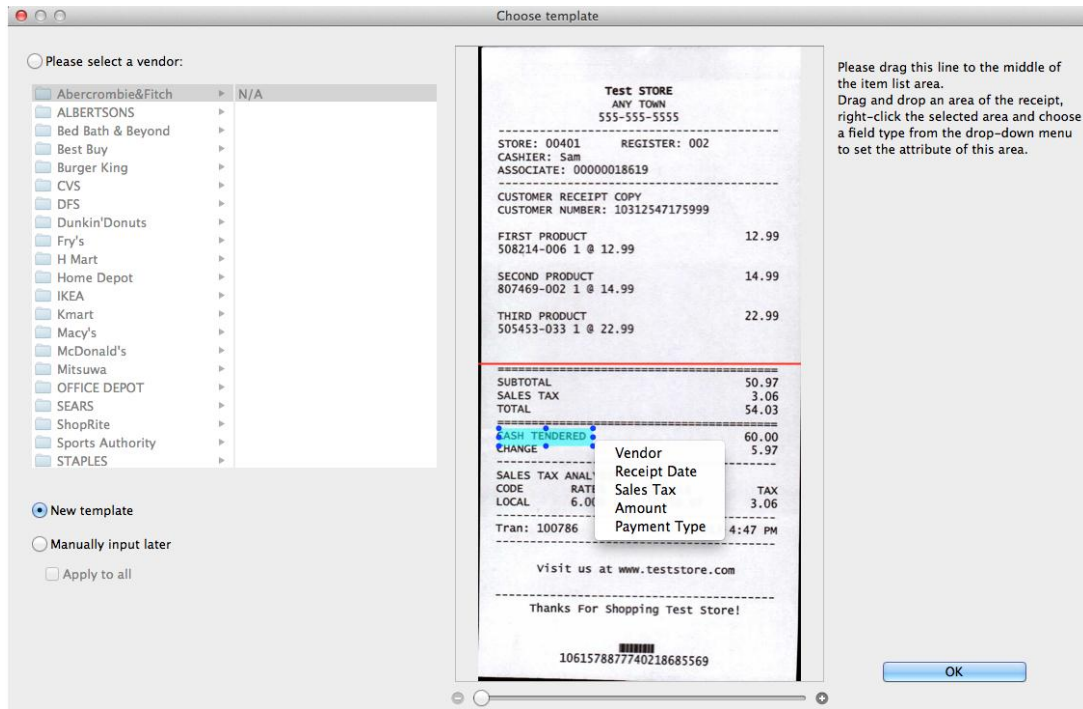 Choose template
Please select a vendor:
Abercrombie&Fitch
N/A
ALBERTSONS
Bed Bath & Beyond
Best Buy
Burger King
CVS
DFS
Dunkin'Donuts
Fry's
H Mart
Home Depot
IKEA
Kmart
Macy's
McDonald's
Mitsuwa
OFFICE DEPOT
SEARS
ShopRite
Sports Authority
STAPLES
New template
Manually input later
Apply to all
Test STORE
ANY TOWN
555-555-5555
STORE: 00401 REGISTER: 002
CASHIER: Sam
ASSOCIATE: 00000018619
CUSTOMER RECEIPT COPY
CUSTOMER NUMBER: 10312547175999
FIRST PRODUCT 12.99
508214-006 1 @ 12.99
SECOND PRODUCT 14.99
807469-002 1 @ 14.99
THIRD PRODUCT 22.99
505453-033 1 @ 22.99
SUBTOTAL 50.97
SALES TAX 3.06
TOTAL 54.03
CASH TENDERED 60.00
CHANGE 5.97
SALES TAX ANAL
CODE RATE TAX
LOCAL 6.00 3.06
Tran: 100786 4:47 PM
Vendor
Receipt Date
Sales Tax
Amount
Payment Type
Visit us at www.teststore.com
Thanks For Shopping Test Store!
1061578877740218685569
Please drag this line to the middle of
the item list area.
Drag and drop an area of the receipt,
right-click the selected area and choose
a field type from the drop-down menu
to set the attribute of this area.
OK